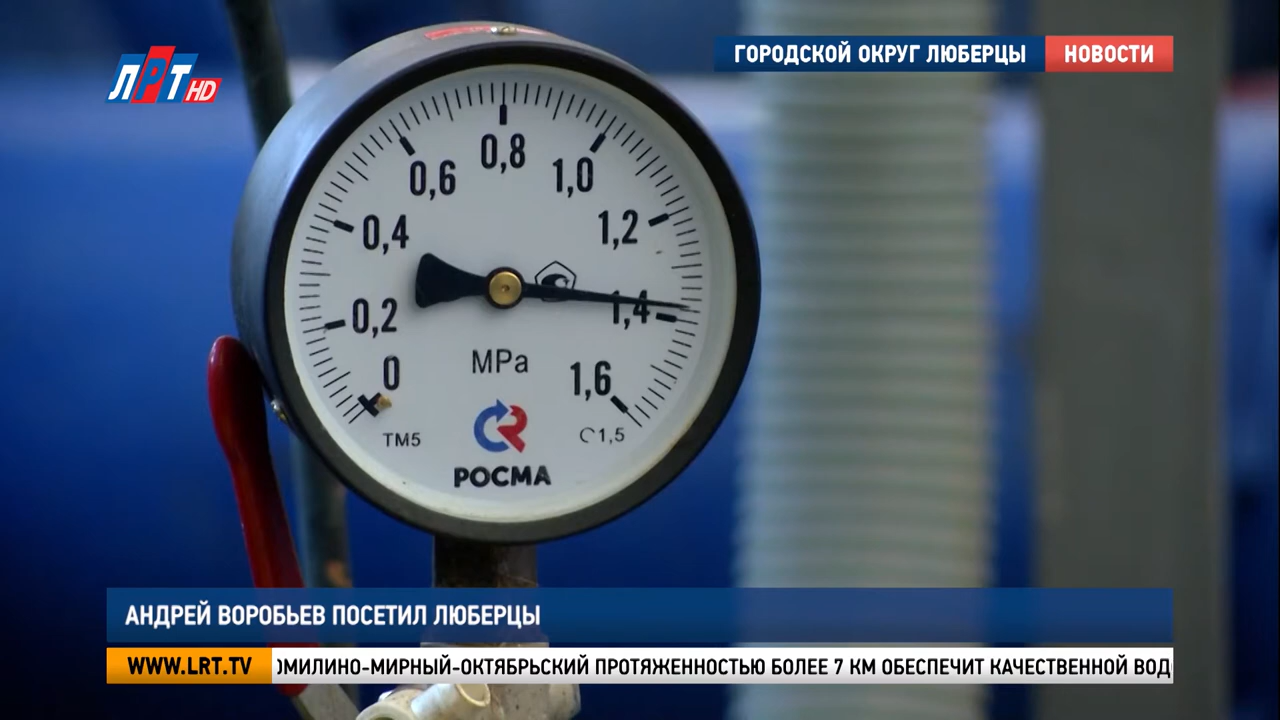 ЛРТ HD
ГОРОДСКОЙ ОКРУГ ЛЮБЕРЦЫ НОВОСТИ
0,8
0,6 1,0
0,4 1,2
0,2 1,4
MPa
0 1,6
ТМ5 1,5
РОСМА
АНДРЕЙ ВОРОБЬЕВ ПОСЕТИЛ ЛЮБЕРЦЫ
WWW.LRT.TV ОМИЛИНО-МИРНЫЙ-ОКТЯБРЬСКИЙ ПРОТЯЖЕННОСТЬЮ БОЛЕЕ 7 КМ ОБЕСПЕЧИТ КАЧЕСТВЕННОЙ ВОД